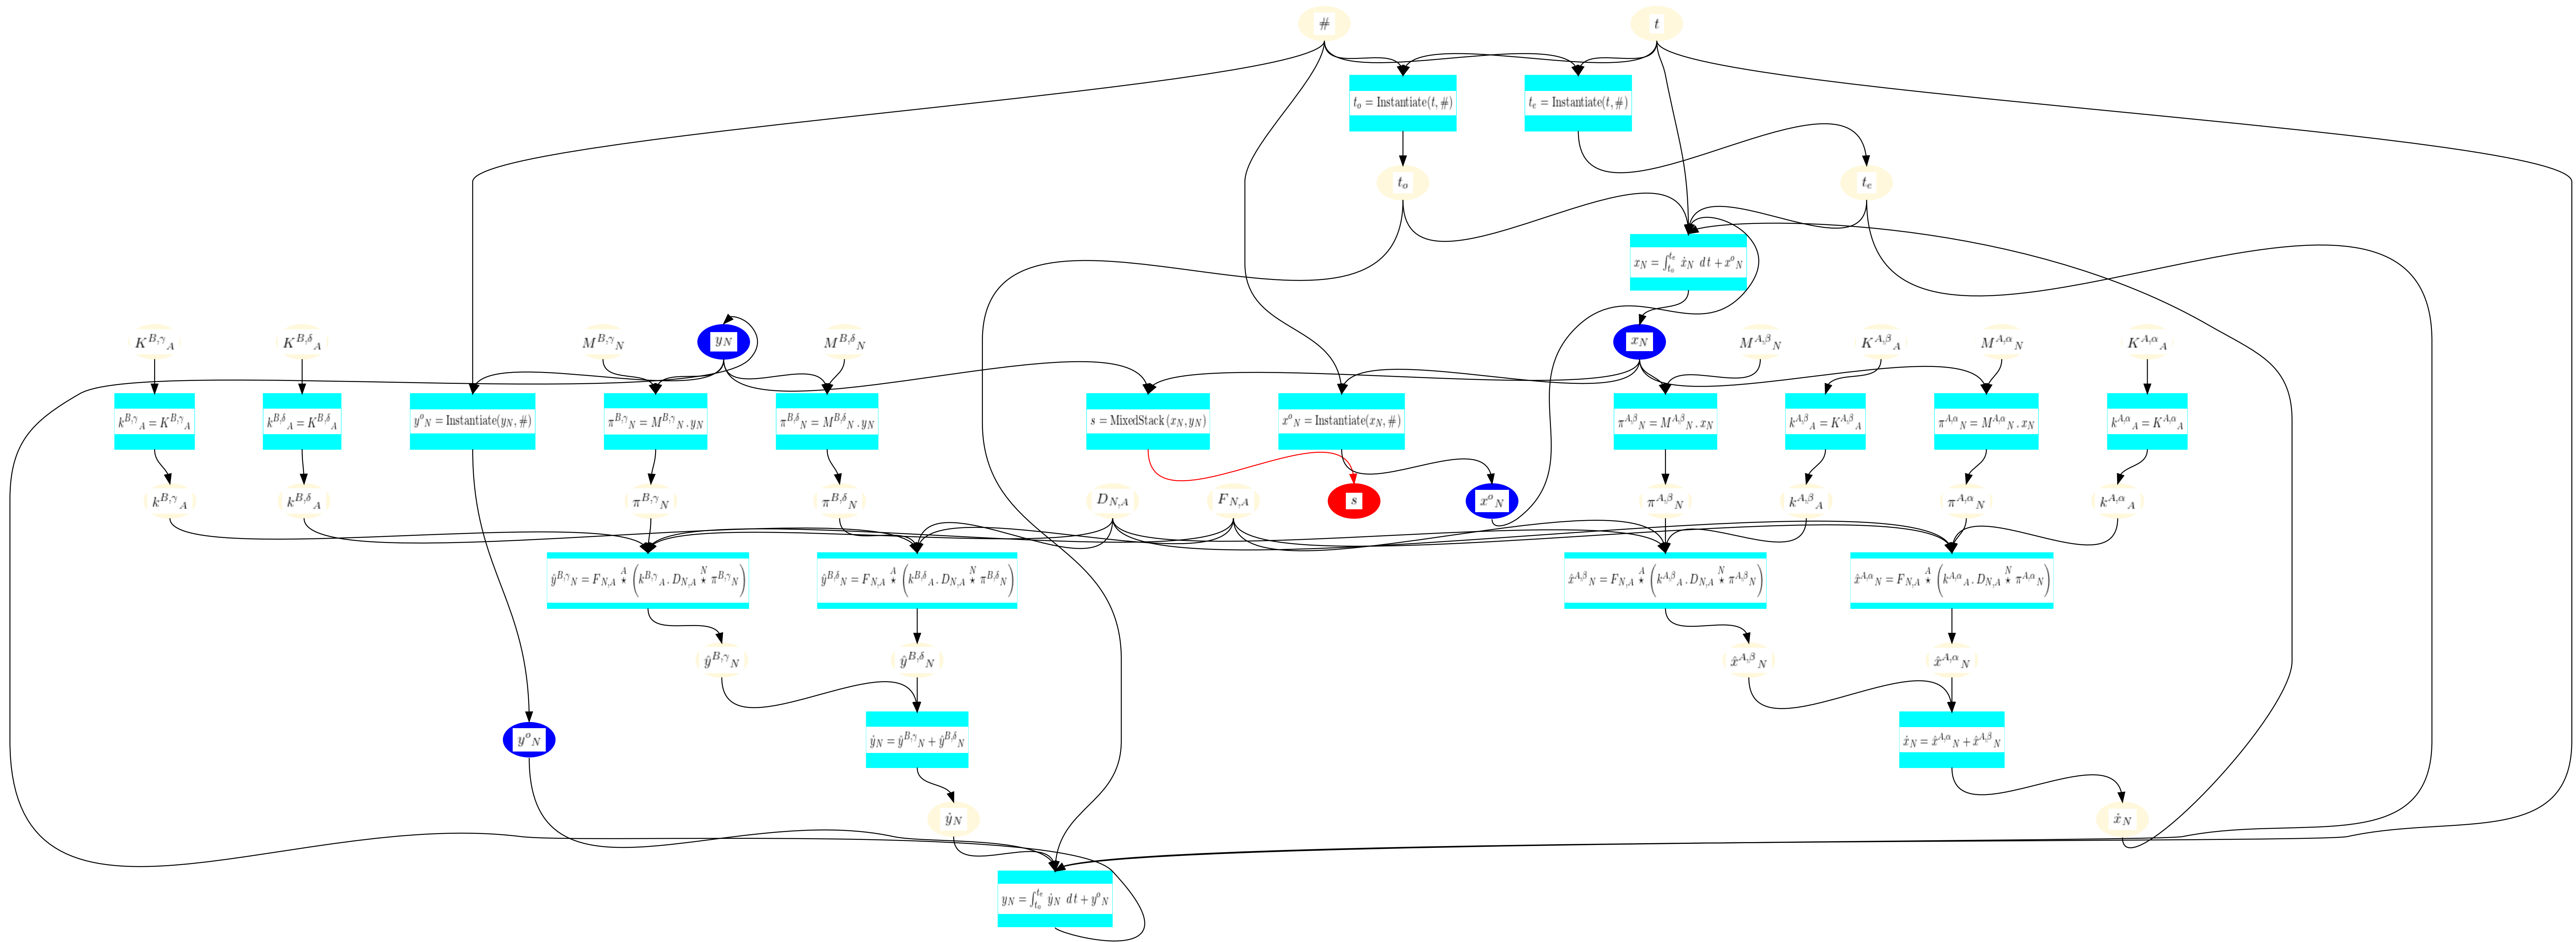 #
t
t_o = Instantiate(t, #)
t_e = Instantiate(t, #)
t_o
t_e
x_N = ∫_{t_o}^{t_e} ẋ_N dt + x^o_N
K^{B,γ}_A
K^{B,δ}_A
M^{B,γ}_N
y_N
M^{B,δ}_N
x_N
M^{A,β}_N
K^{A,β}_A
M^{A,α}_N
K^{A,α}_A
k^{B,γ}_A = K^{B,γ}_A
k^{B,δ}_A = K^{B,δ}_A
y^o_N = Instantiate(y_N, #)
π^{B,γ}_N = M^{B,γ}_N . y_N
π^{B,δ}_N = M^{B,δ}_N . y_N
s = MixedStack(x_N, y_N)
x^o_N = Instantiate(x_N, #)
π^{A,β}_N = M^{A,β}_N . x_N
k^{A,β}_A = K^{A,β}_A
π^{A,α}_N = M^{A,α}_N . x_N
k^{A,α}_A = K^{A,α}_A
k^{B,γ}_A
k^{B,δ}_A
π^{B,γ}_N
π^{B,δ}_N
D_{N,A}
F_{N,A}
s
x^o_N
π^{A,β}_N
k^{A,β}_A
π^{A,α}_N
k^{A,α}_A
ŷ^{B,γ}_N = F_{N,A} ⋆^A (k^{B,γ}_A . D_{N,A} ⋆^N π^{B,γ}_N)
ŷ^{B,δ}_N = F_{N,A} ⋆^A (k^{B,δ}_A . D_{N,A} ⋆^N π^{B,δ}_N)
x̂^{A,β}_N = F_{N,A} ⋆^A (k^{A,β}_A . D_{N,A} ⋆^N π^{A,β}_N)
x̂^{A,α}_N = F_{N,A} ⋆^A (k^{A,α}_A . D_{N,A} ⋆^N π^{A,α}_N)
ŷ^{B,γ}_N
ŷ^{B,δ}_N
x̂^{A,β}_N
x̂^{A,α}_N
y^o_N
ẏ_N = ŷ^{B,γ}_N + ŷ^{B,δ}_N
ẋ_N = x̂^{A,α}_N + x̂^{A,β}_N
ẏ_N
ẋ_N
y_N = ∫_{t_o}^{t_e} ẏ_N dt + y^o_N